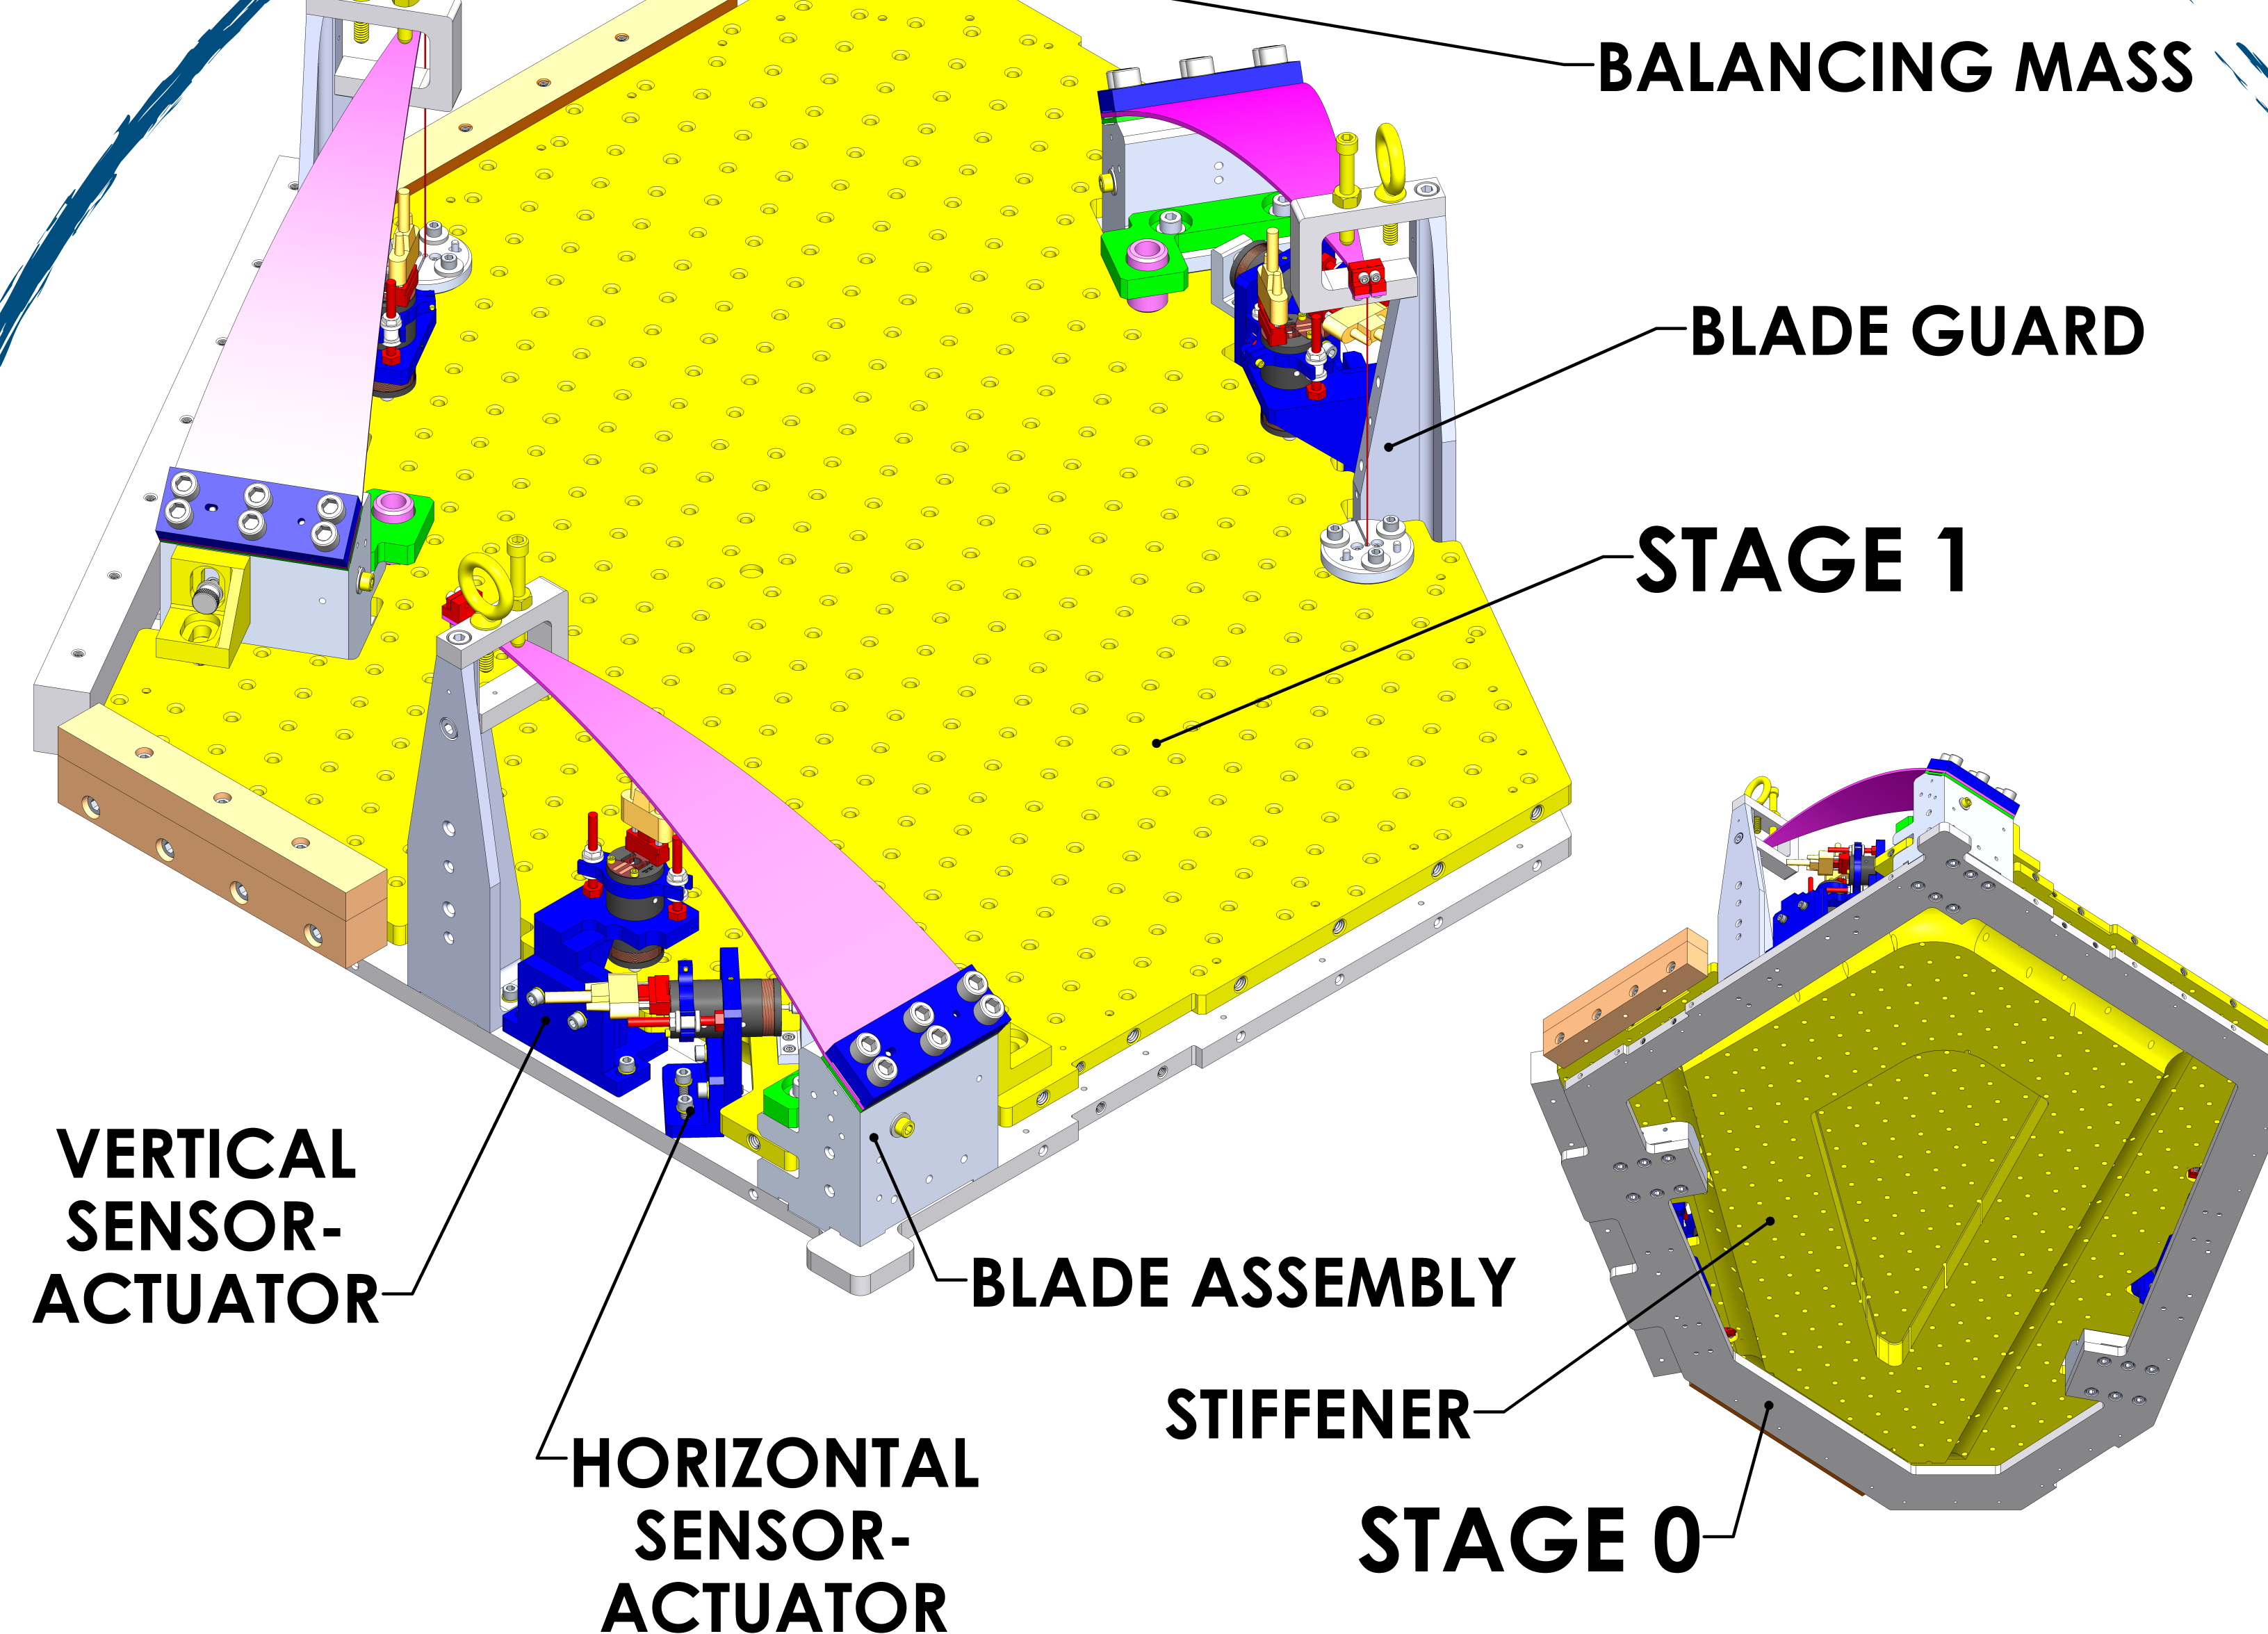 BALANCING MASS
BLADE GUARD
STAGE 1
VERTICAL
SENSOR-
ACTUATOR
BLADE ASSEMBLY
HORIZONTAL
SENSOR-
ACTUATOR
STIFFENER
STAGE 0